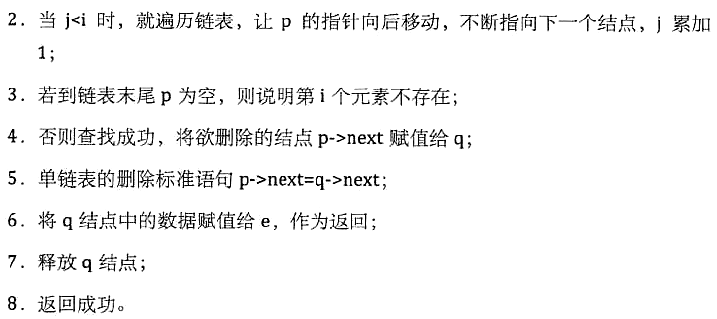 2．当 j<i 时，就遍历链表，让 p 的指针向后移动，不断指向下一个结点，j 累加
1；
3．若到链表末尾 p 为空，则说明第 i 个元素不存在；
4．否则查找成功，将欲删除的结点 p->next 赋值给 q；
5．单链表的删除标准语句 p->next=q->next；
6．将 q 结点中的数据赋值给 e，作为返回；
7．释放 q 结点；
8．返回成功。